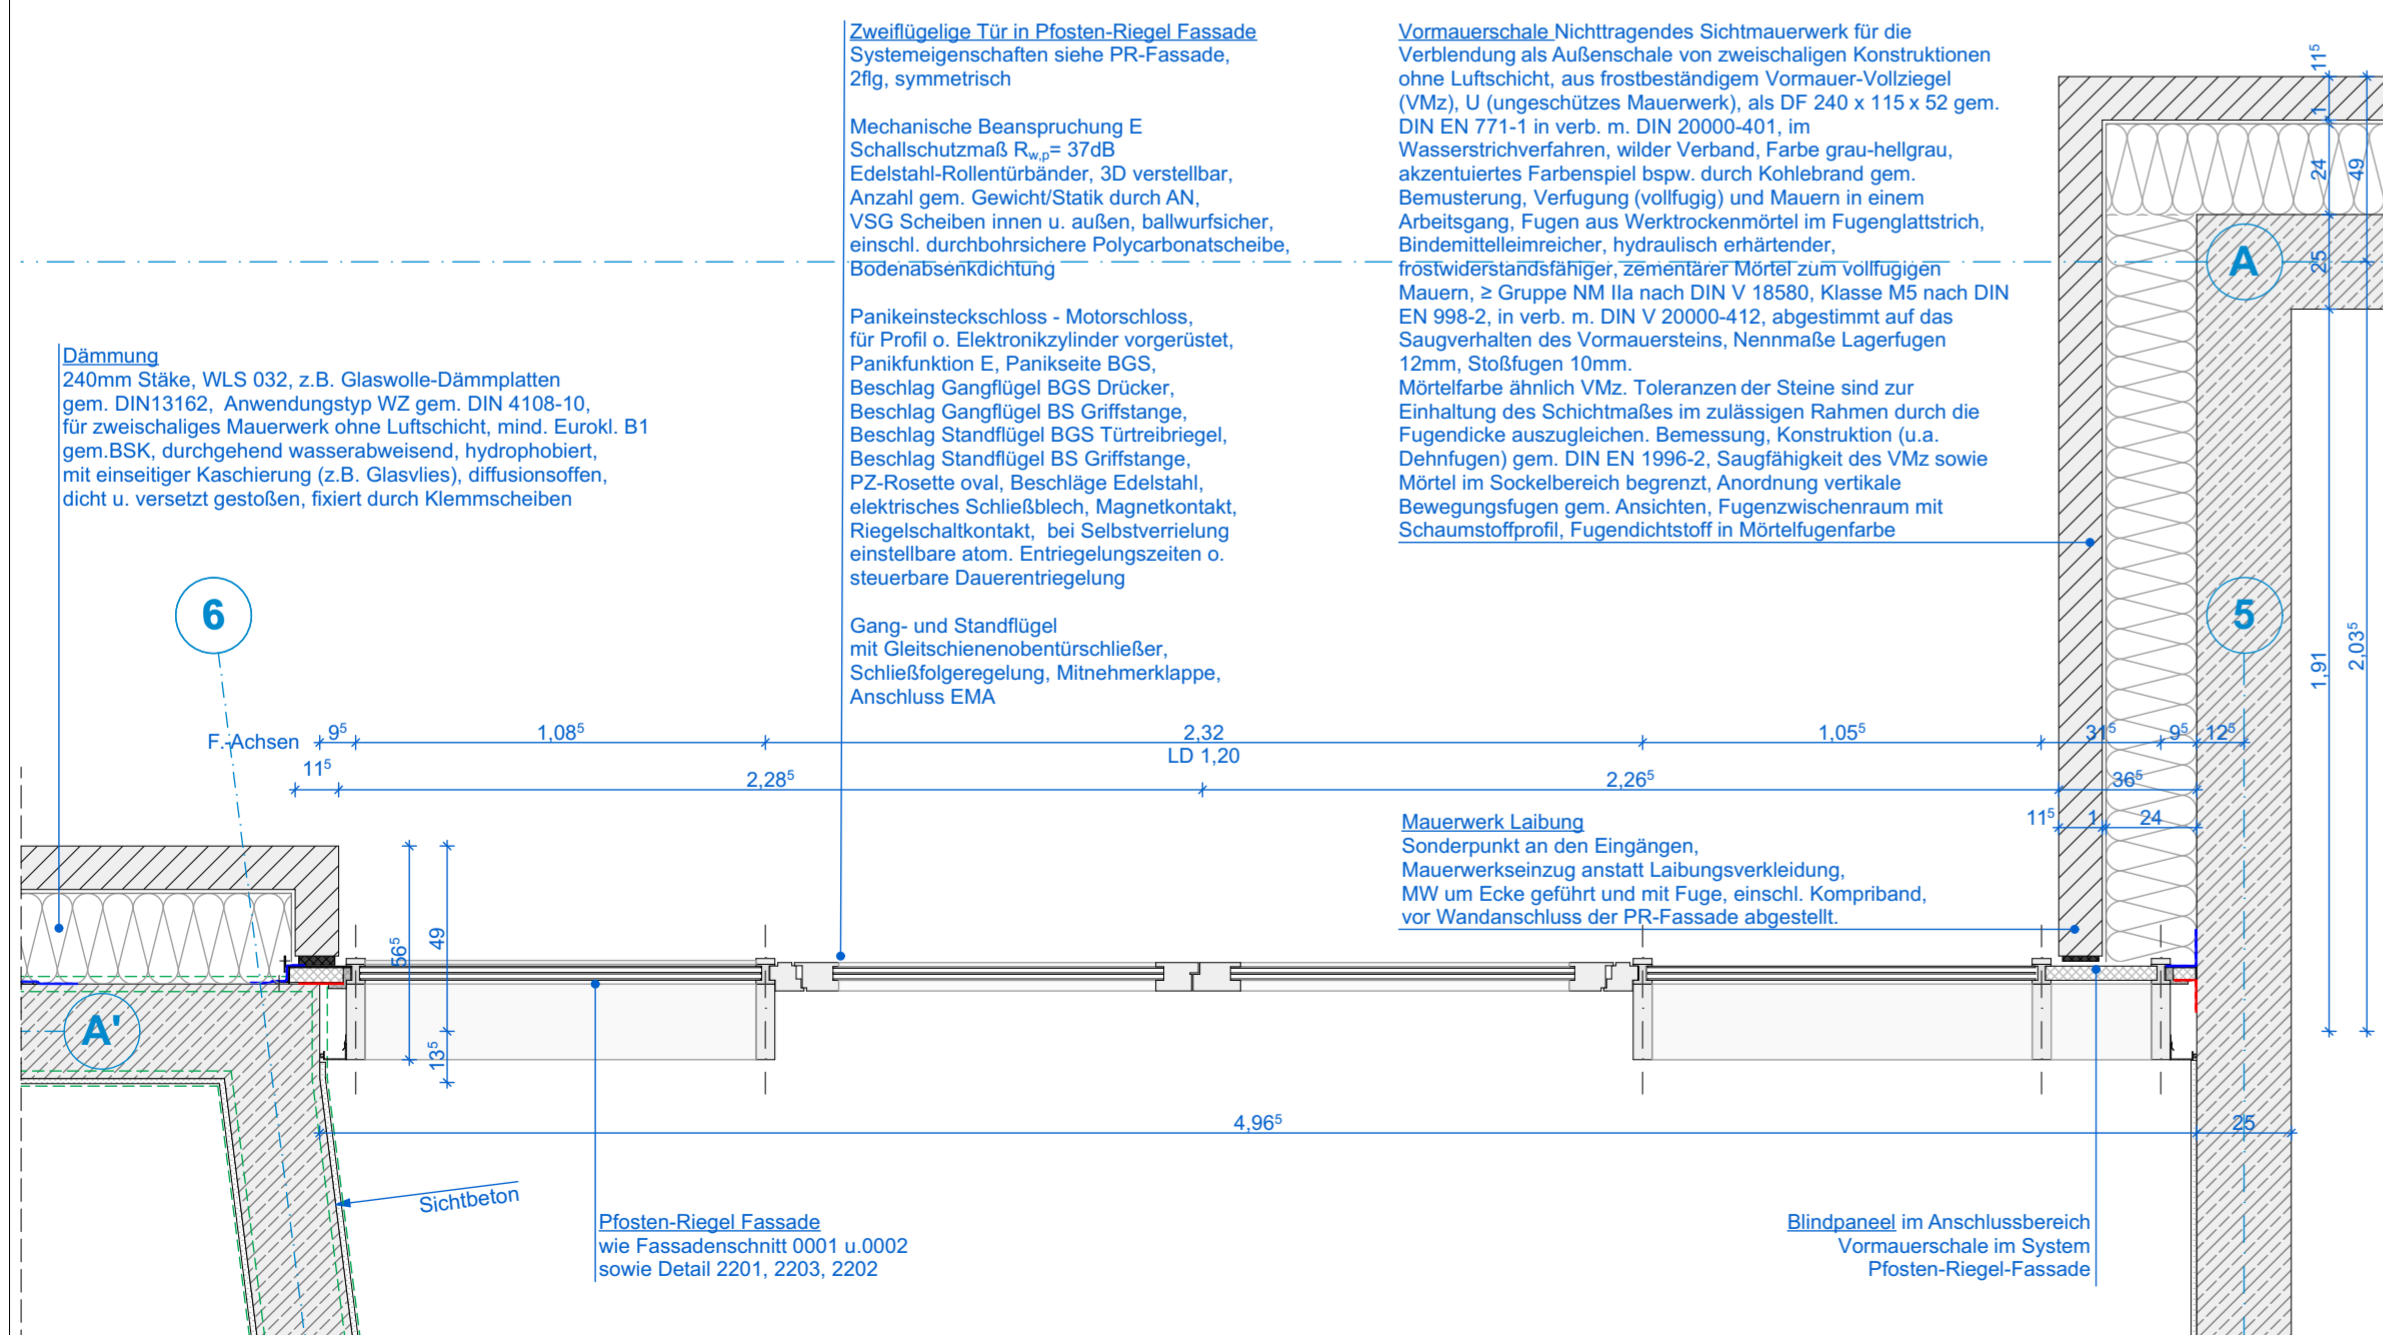 Zweiflügelige Tür in Pfosten-Riegel Fassade
Systemeigenschaften siehe PR-Fassade,
2flg, symmetrisch
Mechanische Beanspruchung E
Schallschutzmaß Rw,p= 37dB
Edelstahl-Rollentürbänder, 3D verstellbar,
Anzahl gem. Gewicht/Statik durch AN,
VSG Scheiben innen u. außen, ballwurfsicher,
einschl. durchbohrsichere Polycarbonatscheibe,
Bodenabsenkdichtung
Panikeinsteckschloss - Motorschloss,
für Profil o. Elektronikzylinder vorgerüstet,
Panikfunktion E, Panikseite BGS,
Beschlag Gangflügel BGS Drücker,
Beschlag Gangflügel BS Griffstange,
Beschlag Standflügel BGS Türtreibriegel,
Beschlag Standflügel BS Griffstange,
PZ-Rosette oval, Beschläge Edelstahl,
elektrisches Schließblech, Magnetkontakt,
Riegelschaltkontakt,  bei Selbstverrielung
einstellbare atom. Entriegelungszeiten o.
steuerbare Dauerentriegelung
Gang- und Standflügel
mit Gleitschienenobentürschließer,
Schließfolgeregelung, Mitnehmerklappe,
Anschluss EMA
Vormauerschale Nichttragendes Sichtmauerwerk für die
Verblendung als Außenschale von zweischaligen Konstruktionen
ohne Luftschicht, aus frostbeständigem Vormauer-Vollziegel
(VMz), U (ungeschützes Mauerwerk), als DF 240 x 115 x 52 gem.
DIN EN 771-1 in verb. m. DIN 20000-401, im
Wasserstrichverfahren, wilder Verband, Farbe grau-hellgrau,
akzentuiertes Farbenspiel bspw. durch Kohlebrand gem.
Bemusterung, Verfugung (vollfugig) und Mauern in einem
Arbeitsgang, Fugen aus Werktrockenmörtel im Fugenglattstrich,
Bindemittelleimreicher, hydraulisch erhärtender,
frostwiderstandsfähiger, zementärer Mörtel zum vollfugigen
Mauern, ≥ Gruppe NM IIa nach DIN V 18580, Klasse M5 nach DIN
EN 998-2, in verb. m. DIN V 20000-412, abgestimmt auf das
Saugverhalten des Vormauersteins, Nennmaße Lagerfugen
12mm, Stoßfugen 10mm.
Mörtelfarbe ähnlich VMz. Toleranzen der Steine sind zur
Einhaltung des Schichtmaßes im zulässigen Rahmen durch die
Fugendicke auszugleichen. Bemessung, Konstruktion (u.a.
Dehnfugen) gem. DIN EN 1996-2, Saugfähigkeit des VMz sowie
Mörtel im Sockelbereich begrenzt, Anordnung vertikale
Bewegungsfugen gem. Ansichten, Fugenzwischenraum mit
Schaumstoffprofil, Fugendichtstoff in Mörtelfugenfarbe
11⁵
1
24
49
25
A
5
1,91
2,03⁵
Dämmung
240mm Stäke, WLS 032, z.B. Glaswolle-Dämmplatten
gem. DIN13162,  Anwendungstyp WZ gem. DIN 4108-10,
für zweischaliges Mauerwerk ohne Luftschicht, mind. Eurokl. B1
gem.BSK, durchgehend wasserabweisend, hydrophobiert,
mit einseitiger Kaschierung (z.B. Glasvlies), diffusionsoffen,
dicht u. versetzt gestoßen, fixiert durch Klemmscheiben
6
F.-Achsen 9⁵ 1,08⁵ 2,32 1,05⁵ 31⁵ 9⁵ 12⁵
LD 1,20
11⁵ 2,28⁵ 2,26⁵ 36⁵
11⁵ 1 24
Mauerwerk Laibung
Sonderpunkt an den Eingängen,
Mauerwerkseinzug anstatt Laibungsverkleidung,
MW um Ecke geführt und mit Fuge, einschl. Kompriband,
vor Wandanschluss der PR-Fassade abgestellt.
56⁵
49
13⁵
A'
4,96⁵ 25
Sichtbeton
Pfosten-Riegel Fassade
wie Fassadenschnitt 0001 u.0002
sowie Detail 2201, 2203, 2202
Blindpaneel im Anschlussbereich
Vormauerschale im System
Pfosten-Riegel-Fassade